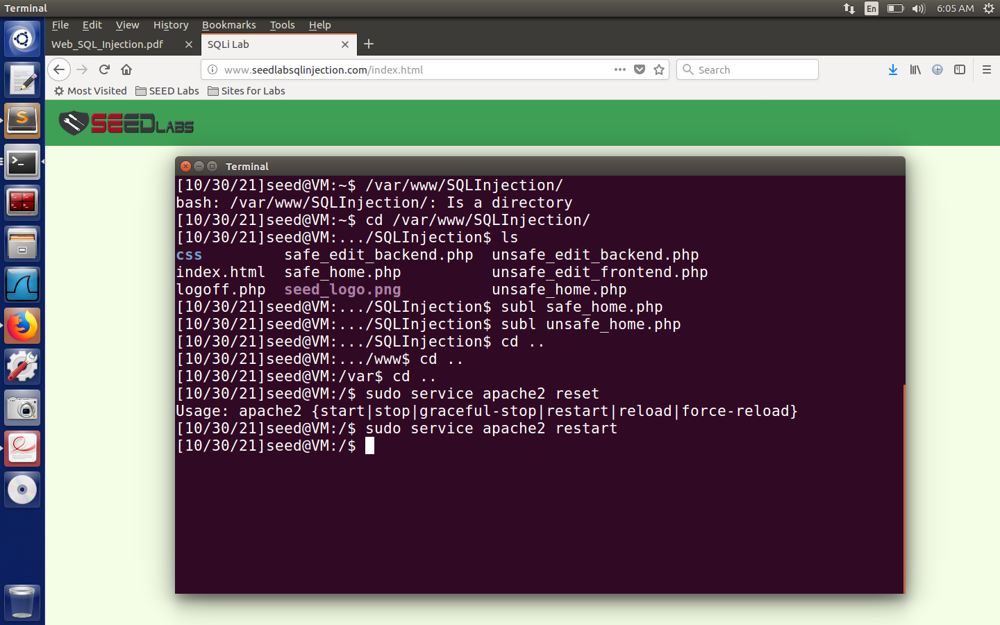 Terminal
En
6:05 AM
File Edit View History Bookmarks Tools Help
Web_SQL_Injection.pdf
SQLi Lab
www.seedlabsqlinjection.com/index.html
Search
Most Visited
SEED Labs
Sites for Labs
SEEDLABS
Terminal
[10/30/21]seed@VM:~$ /var/www/SQLInjection/
bash: /var/www/SQLInjection/: Is a directory
[10/30/21]seed@VM:~$ cd /var/www/SQLInjection/
[10/30/21]seed@VM:.../SQLInjection$ ls
css         safe_edit_backend.php  unsafe_edit_backend.php
index.html  safe_home.php          unsafe_edit_frontend.php
logoff.php  seed_logo.png          unsafe_home.php
[10/30/21]seed@VM:.../SQLInjection$ subl safe_home.php
[10/30/21]seed@VM:.../SQLInjection$ subl unsafe_home.php
[10/30/21]seed@VM:.../SQLInjection$ cd ..
[10/30/21]seed@VM:.../www$ cd ..
[10/30/21]seed@VM:/var$ cd ..
[10/30/21]seed@VM:/$ sudo service apache2 reset
Usage: apache2 {start|stop|graceful-stop|restart|reload|force-reload}
[10/30/21]seed@VM:/$ sudo service apache2 restart
[10/30/21]seed@VM:/$